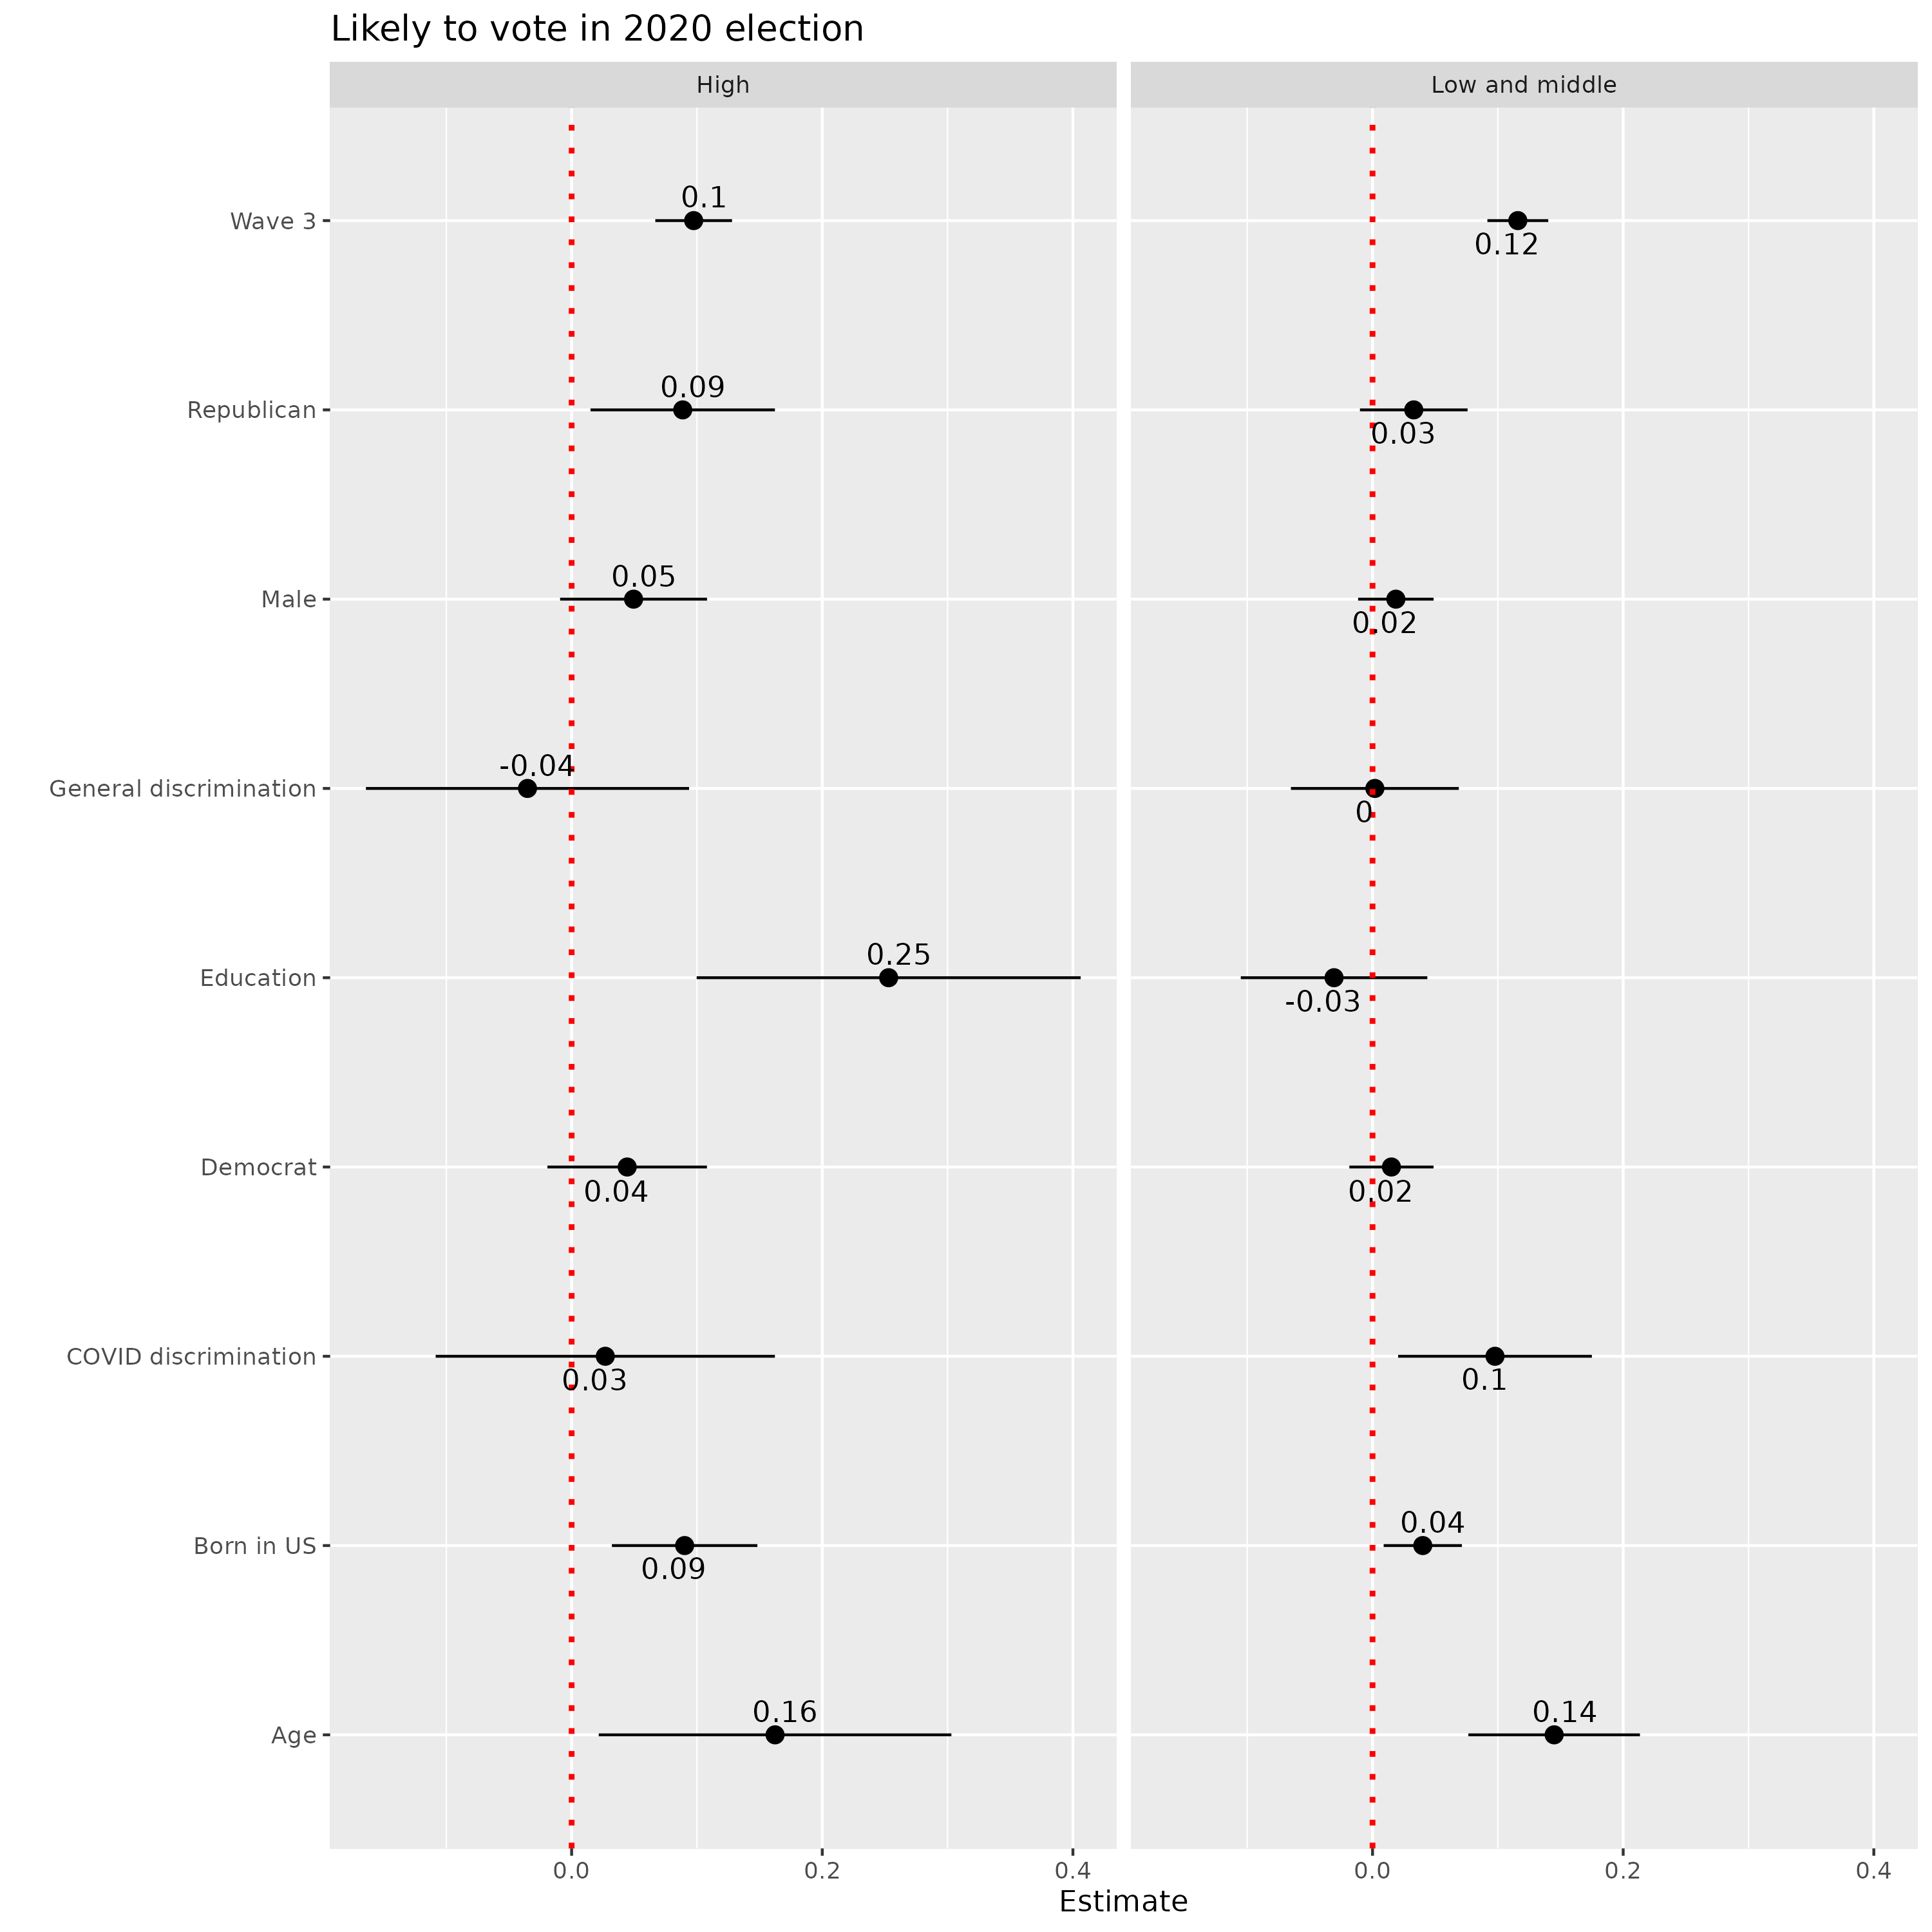 Likely to vote in 2020 election
High
Low and middle
Wave 3
0.1
0.12
Republican
0.09
0.03
Male
0.05
0.02
General discrimination
-0.04
0
Education
0.25
-0.03
Democrat
0.04
0.02
COVID discrimination
0.03
0.1
Born in US
0.09
0.04
Age
0.16
0.14
0.0 0.2 0.4
0.0 0.2 0.4
Estimate